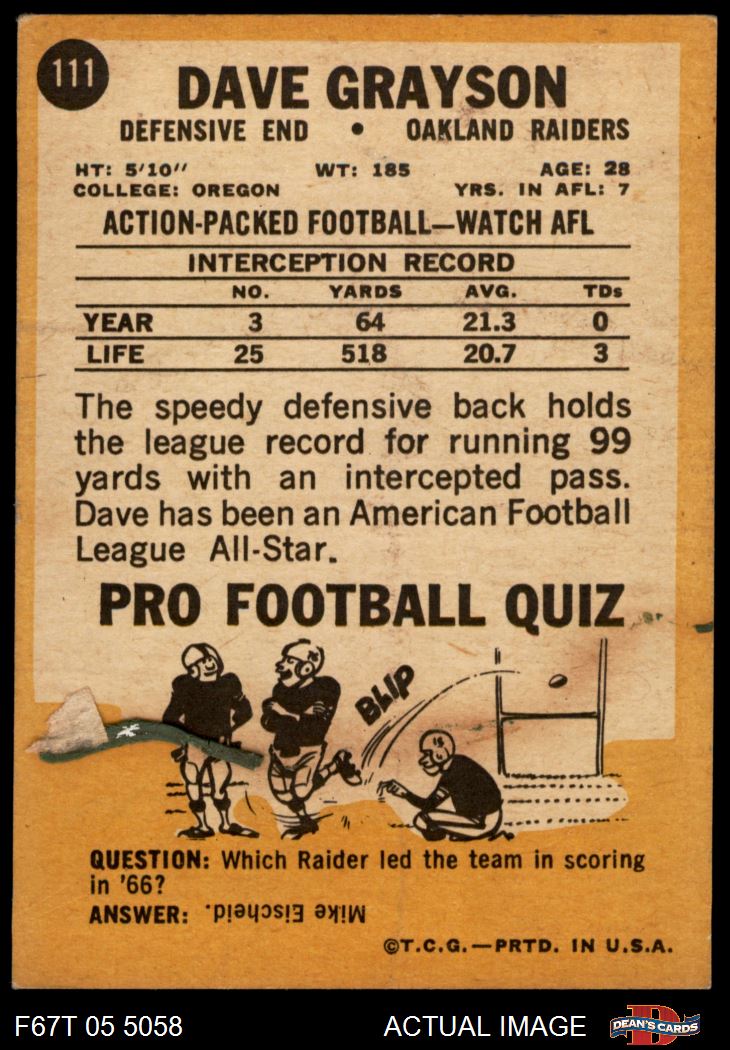 111
DAVE GRAYSON
DEFENSIVE END • OAKLAND RAIDERS
HT: 5'10" WT: 185 AGE: 28
COLLEGE: OREGON YRS. IN AFL: 7
ACTION-PACKED FOOTBALL—WATCH AFL
INTERCEPTION RECORD
NO. YARDS AVG. TDs
YEAR 3 64 21.3 0
LIFE 25 518 20.7 3
The speedy defensive back holds
the league record for running 99
yards with an intercepted pass.
Dave has been an American Football
League All-Star.
PRO FOOTBALL QUIZ
BLIP
QUESTION: Which Raider led the team in scoring
in '66?
ANSWER: Mike Eischeid.
©T.C.G.—PRTD. IN U.S.A.
F67T 05 5058 ACTUAL IMAGE DEAN'S CARDS